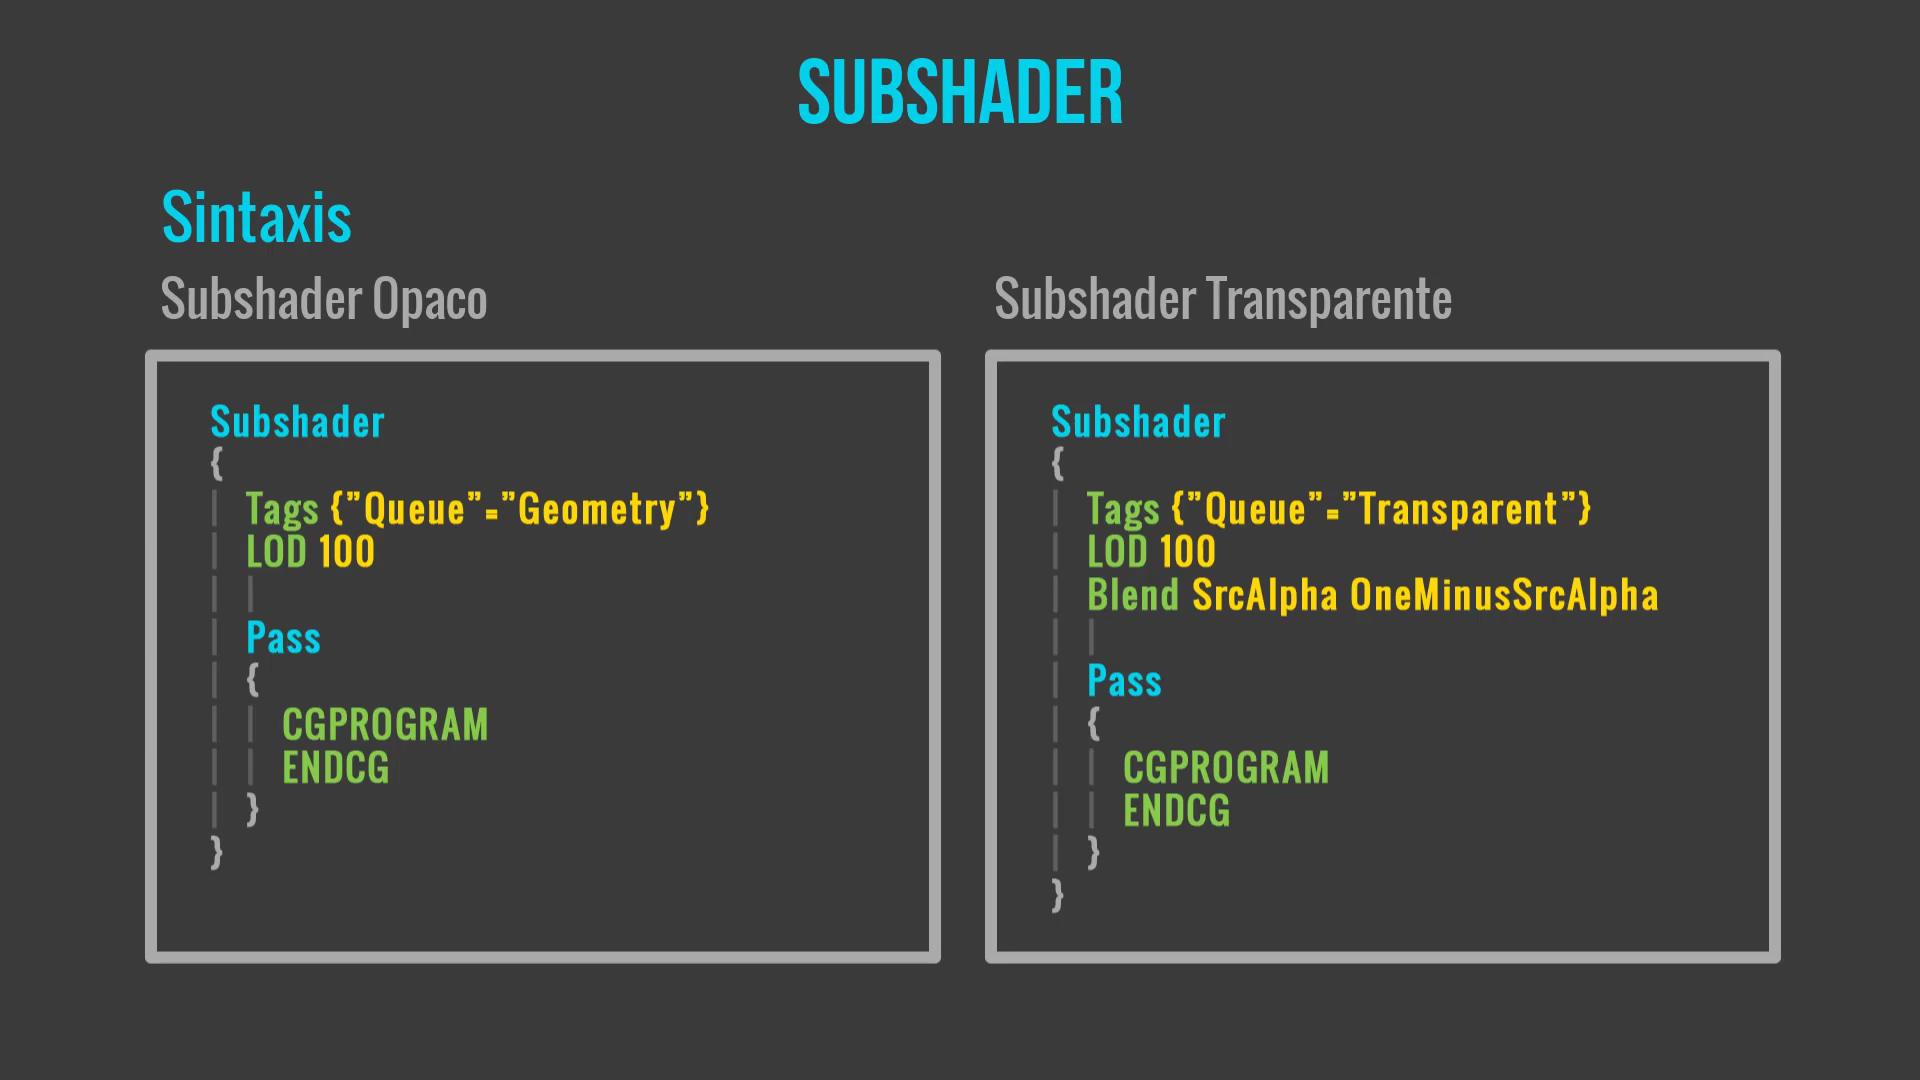 SUBSHADER
Sintaxis
Subshader Opaco
Subshader
{
Tags {”Queue”=”Geometry”}
LOD 100
Pass
{
CGPROGRAM
ENDCG
}
}
Subshader Transparente
Subshader
{
Tags {”Queue”=”Transparent”}
LOD 100
Blend SrcAlpha OneMinusSrcAlpha
Pass
{
CGPROGRAM
ENDCG
}
}